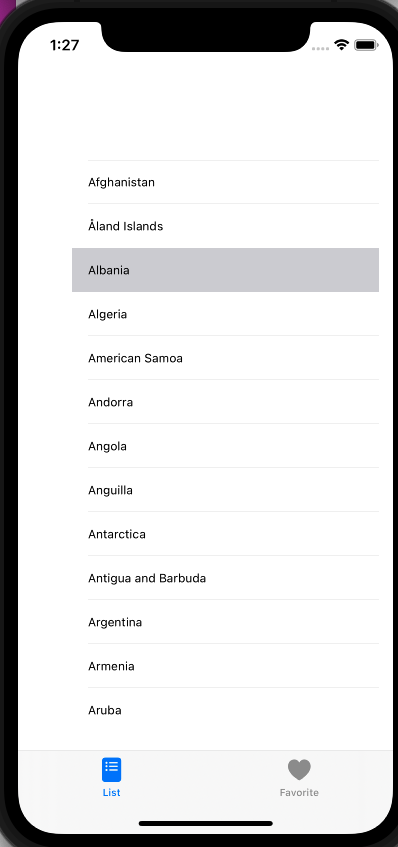 1:27
Afghanistan
Åland Islands
Albania
Algeria
American Samoa
Andorra
Angola
Anguilla
Antarctica
Antigua and Barbuda
Argentina
Armenia
Aruba
List
Favorite